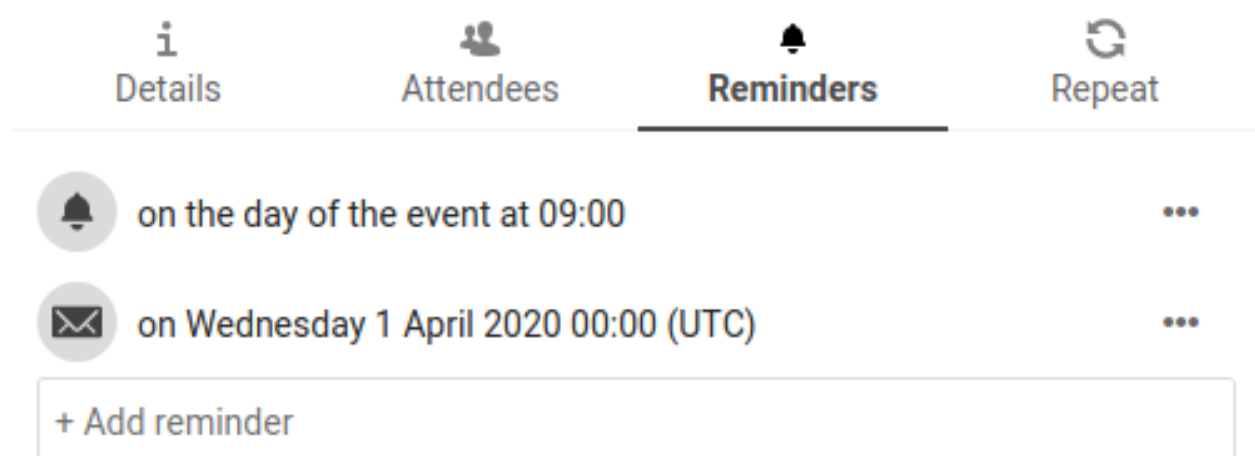 Details Attendees Reminders Repeat
on the day of the event at 09:00
on Wednesday 1 April 2020 00:00 (UTC)
+ Add reminder